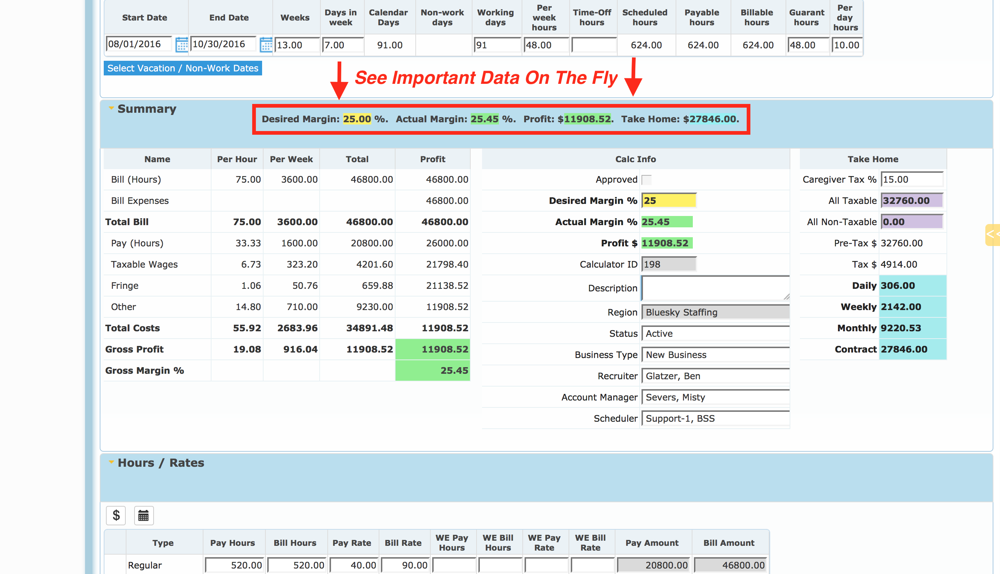 Start Date End Date Weeks Days in week Calendar Days Non-work days Working days Per week hours Time-Off hours Scheduled hours Payable hours Billable hours Guarant hours Per day hours
08/01/2016 10/30/2016 13.00 7.00 91.00 91 48.00 624.00 624.00 624.00 48.00 10.00
Select Vacation / Non-Work Dates
See Important Data On The Fly
Summary
Desired Margin: 25.00 %. Actual Margin: 25.45 %. Profit: $11908.52. Take Home: $27846.00.
Name Per Hour Per Week Total Profit
Bill (Hours) 75.00 3600.00 46800.00 46800.00
Bill Expenses 46800.00
Total Bill 75.00 3600.00 46800.00 46800.00
Pay (Hours) 33.33 1600.00 20800.00 26000.00
Taxable Wages 6.73 323.20 4201.60 21798.40
Fringe 1.06 50.76 659.88 21138.52
Other 14.80 710.00 9230.00 11908.52
Total Costs 55.92 2683.96 34891.48 11908.52
Gross Profit 19.08 916.04 11908.52 11908.52
Gross Margin % 25.45
Calc Info
Approved
Desired Margin % 25
Actual Margin % 25.45
Profit $ 11908.52
Calculator ID 198
Description
Region Bluesky Staffing
Status Active
Business Type New Business
Recruiter Glatzer, Ben
Account Manager Severs, Misty
Scheduler Support-1, BSS
Take Home
Caregiver Tax % 15.00
All Taxable 32760.00
All Non-Taxable 0.00
Pre-Tax $ 32760.00
Tax $ 4914.00
Daily 306.00
Weekly 2142.00
Monthly 9220.53
Contract 27846.00
<<
Hours / Rates
$
Type Pay Hours Bill Hours Pay Rate Bill Rate WE Pay Hours WE Bill Hours WE Pay Rate WE Bill Rate Pay Amount Bill Amount
Regular 520.00 520.00 40.00 90.00 20800.00 46800.00